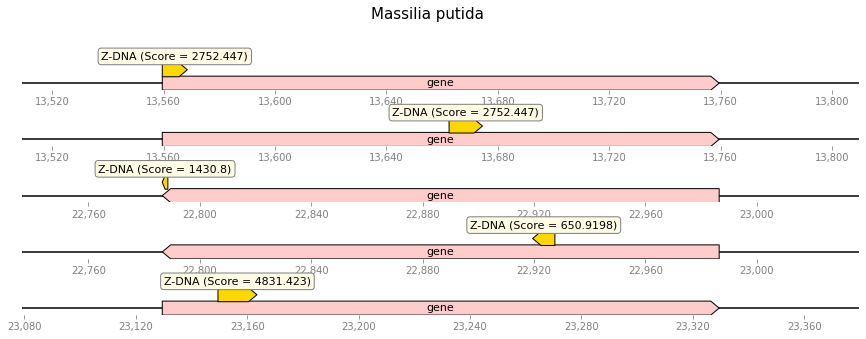 Massilia putida
Z-DNA (Score = 2752.447)
gene
13,520 13,560 13,600 13,640 13,680 13,720 13,760 13,800
Z-DNA (Score = 2752.447)
gene
13,520 13,560 13,600 13,640 13,680 13,720 13,760 13,800
Z-DNA (Score = 1430.8)
gene
22,760 22,800 22,840 22,880 22,920 22,960 23,000
Z-DNA (Score = 650.9198)
gene
22,760 22,800 22,840 22,880 22,920 22,960 23,000
Z-DNA (Score = 4831.423)
gene
23,080 23,120 23,160 23,200 23,240 23,280 23,320 23,360